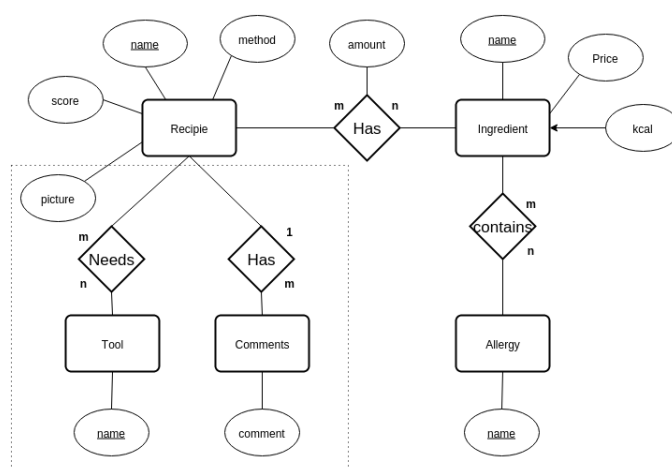 name
method
amount
name
Price
score
m
n
Recipie
Has
Ingredient
kcal
picture
m
contains
n
m
1
Needs
Has
n
m
Tool
Comments
Allergy
name
comment
name